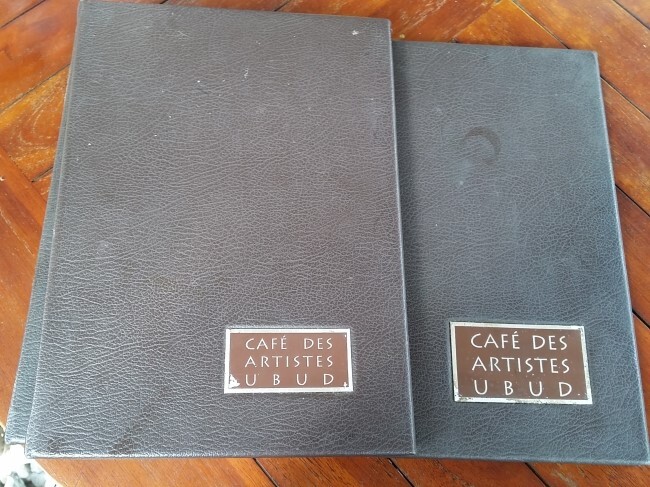 CAFÉ DES
ARTISTES
UBUD
CAFÉ DES
ARTISTES
UBUD